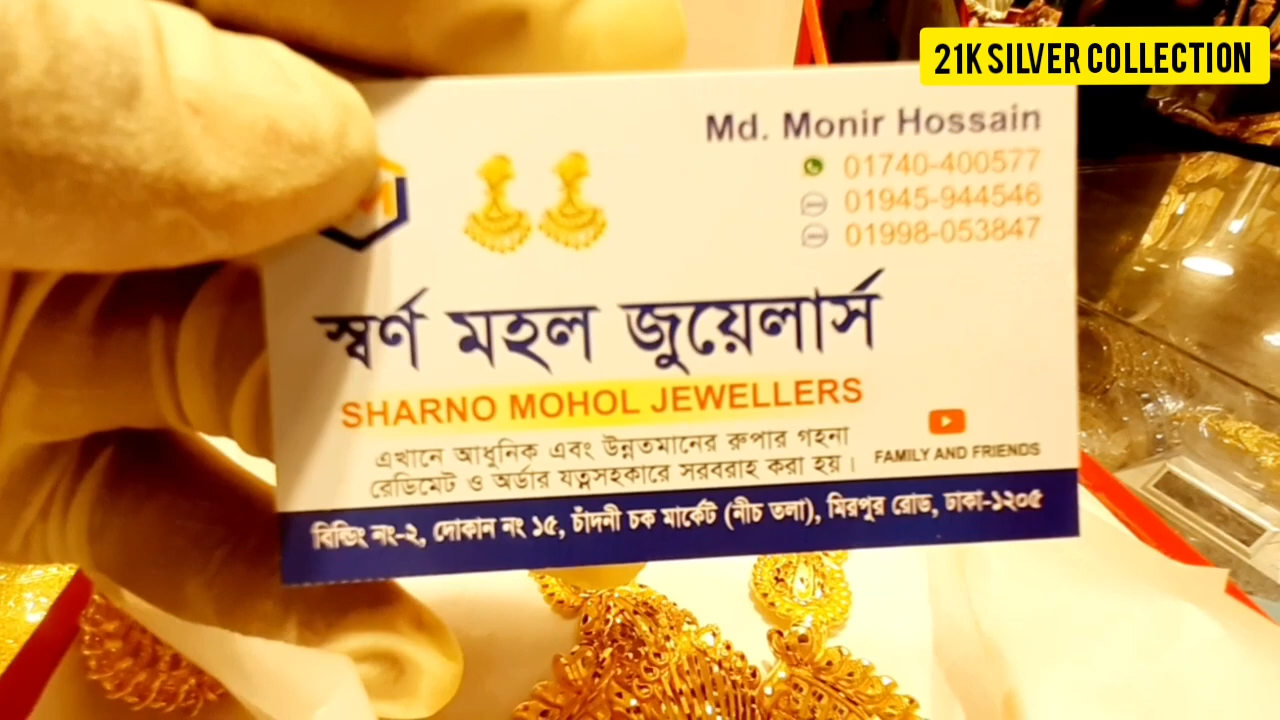 21K SILVER COLLECTION
Md. Monir Hossain
01740-400577
01945-944546
01998-053847
স্বর্ণ মহল জুয়েলার্স
SHARNO MOHOL JEWELLERS
এখানে আধুনিক এবং উন্নতমানের রুপার গহনা
রেডিমেট ও অর্ডার যত্নসহকারে সরবরাহ করা হয়।
FAMILY AND FRIENDS
বিল্ডিং নং-২, দোকান নং ১৫, চাঁদনী চক মার্কেট (নীচ তলা), মিরপুর রোড, ঢাকা-১২০৫